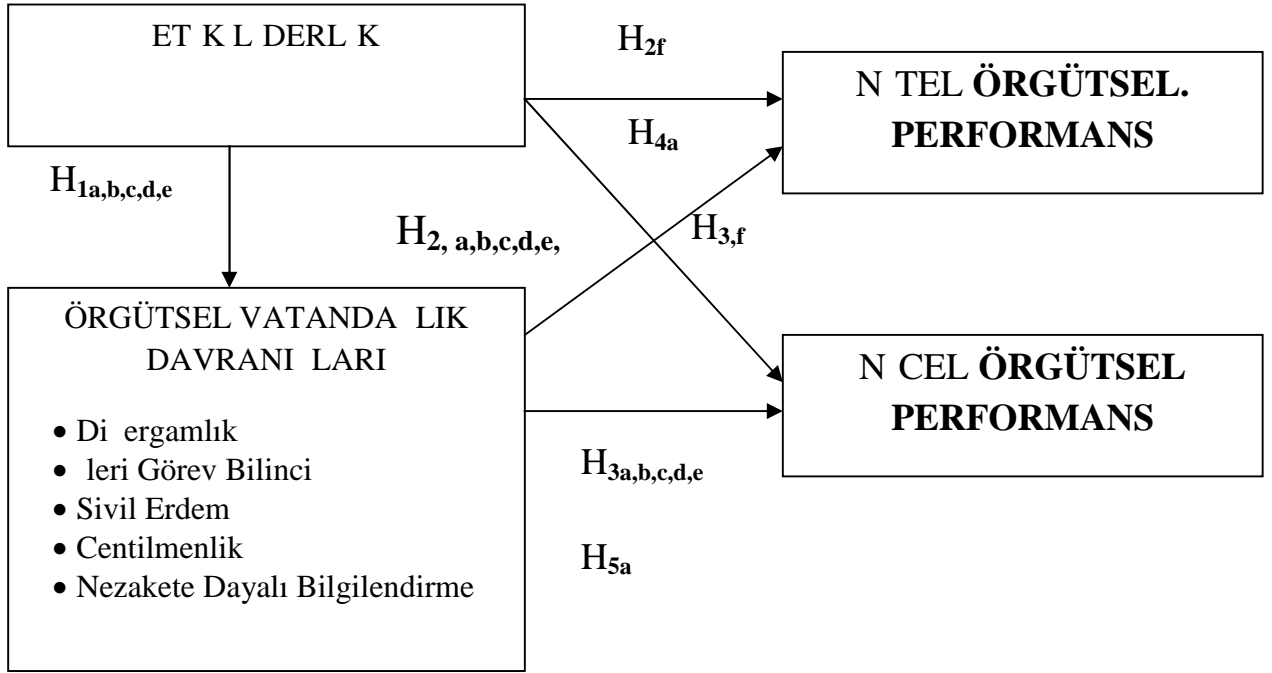 ET K L DERL K
H2f
N TEL ÖRGÜTSEL.
PERFORMANS
H4a
H1a,b,c,d,e
H2, a,b,c,d,e,
H3,f
ÖRGÜTSEL VATANDA LIK
DAVRANI LARI
• Di ergamlık
• leri Görev Bilinci
• Sivil Erdem
• Centilmenlik
• Nezakete Dayalı Bilgilendirme
N CEL ÖRGÜTSEL
PERFORMANS
H3a,b,c,d,e
H5a